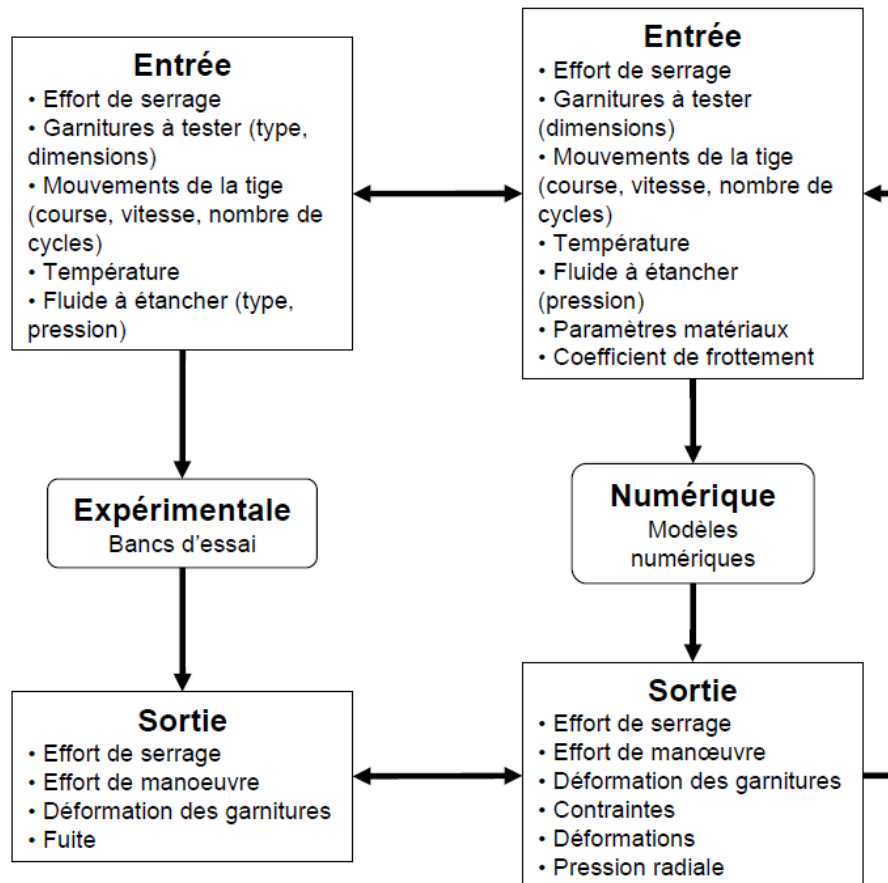 Entrée
• Effort de serrage
• Garnitures à tester (type,
dimensions)
• Mouvements de la tige
(course, vitesse, nombre de
cycles)
• Température
• Fluide à étancher (type,
pression)
Entrée
• Effort de serrage
• Garnitures à tester
(dimensions)
• Mouvements de la tige
(course, vitesse, nombre de
cycles)
• Température
• Fluide à étancher
(pression)
• Paramètres matériaux
• Coefficient de frottement
Expérimentale
Bancs d'essai
Numérique
Modèles
numériques
Sortie
• Effort de serrage
• Effort de manoeuvre
• Déformation des garnitures
• Fuite
Sortie
• Effort de serrage
• Effort de manœuvre
• Déformation des garnitures
• Contraintes
• Déformations
• Pression radiale